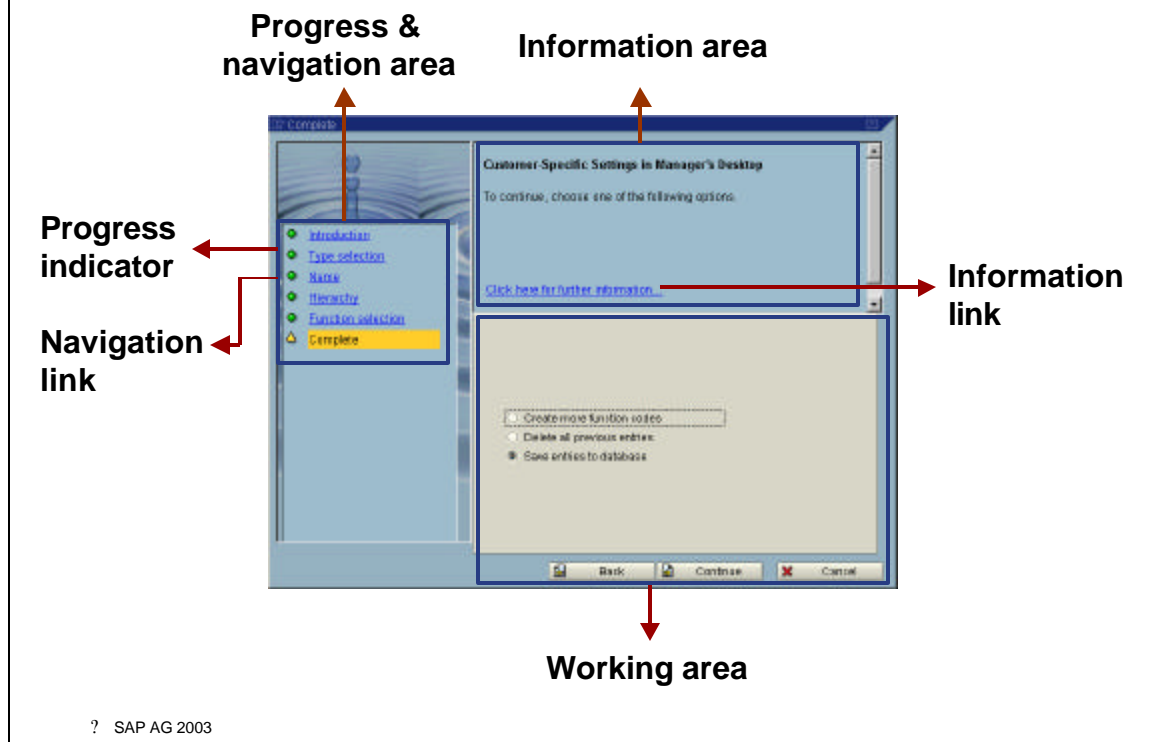 Progress &
navigation area
Information area
Complete
Customer-Specific Settings in Manager's Desktop
To continue, choose one of the following options.
Progress
indicator
Introduction
Type selection
Name
Hierarchy
Function selection
Complete
Click here for further information...
Information
link
Navigation
link
Create more function codes
Delete all previous entries
Save entries to database
Back
Continue
Cancel
Working area
? SAP AG 2003